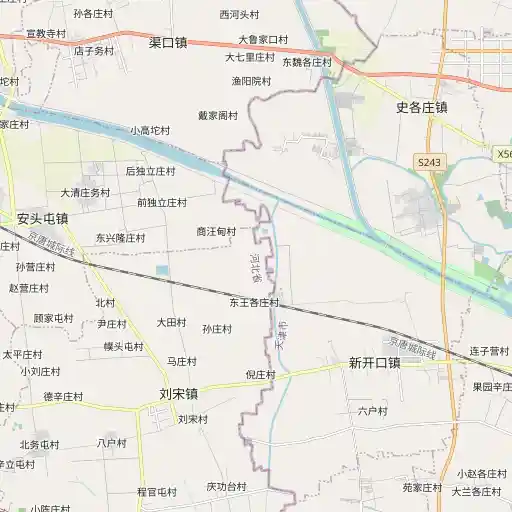 孙各庄村
西河头村
宣教寺村
渠口镇
大鲁家口村
店子务村
大七里庄村
东魏各庄村
渔阳院村
坨村
史各庄镇
戴家阁村
家庄村
小高坨村
X56
S243
后独立庄村
大清庄务村
前独立庄村
安头屯镇
商汪甸村
京唐城际线
东兴隆庄村
孙营庄村
河北省
赵营庄村
北村
东王各庄村
顾家屯村
尹庄村
大田村
孙庄村
天津市
幞头屯村
京唐城际线
连子营村
太平庄村
马庄村
新开口镇
小刘庄村
倪庄村
果园辛庄
德辛庄村
刘宋镇
六户村
刘宋村
北务屯村
八户村
辛立屯村
小赵各庄村
程官屯村
庆功台村
苑家庄村
大兰各庄村
小陈庄村